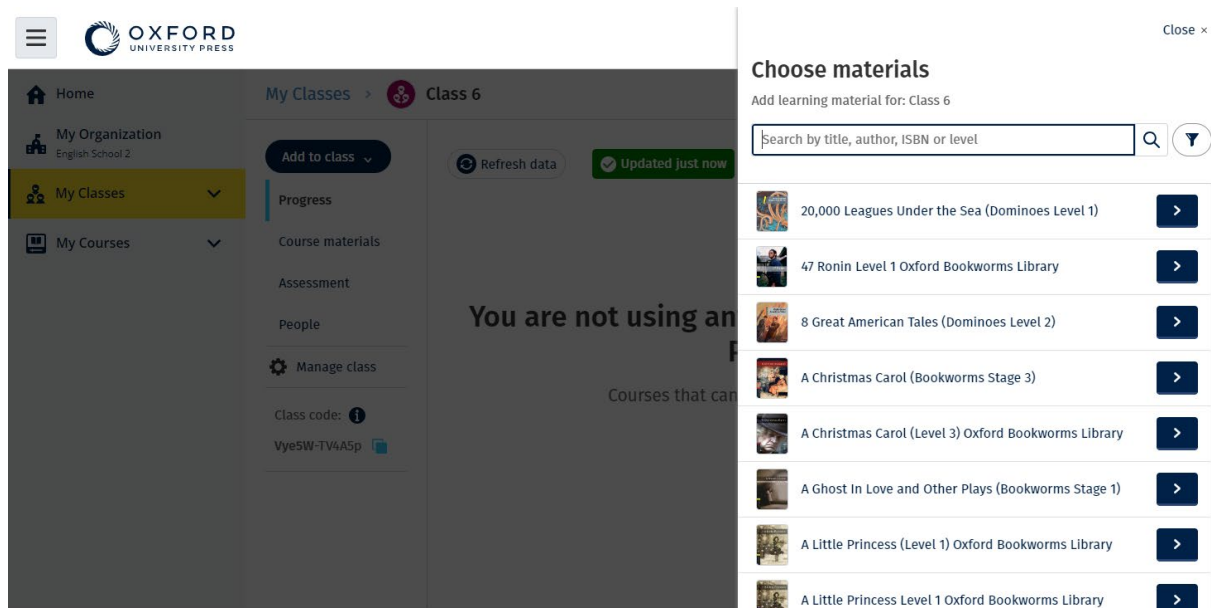 OXFORD
UNIVERSITY PRESS
Home
My Organization
English School 2
My Classes
My Courses
My Classes > Class 6
Add to class
Progress
Course materials
Assessment
People
Manage class
Class code:
Vye5W-TV4A5p
Refresh data
Updated just now
You are not using an
Courses that can
Close ×
Choose materials
Add learning material for: Class 6
Search by title, author, ISBN or level
20,000 Leagues Under the Sea (Dominoes Level 1)
47 Ronin Level 1 Oxford Bookworms Library
8 Great American Tales (Dominoes Level 2)
A Christmas Carol (Bookworms Stage 3)
A Christmas Carol (Level 3) Oxford Bookworms Library
A Ghost In Love and Other Plays (Bookworms Stage 1)
A Little Princess (Level 1) Oxford Bookworms Library
A Little Princess Level 1 Oxford Bookworms Library